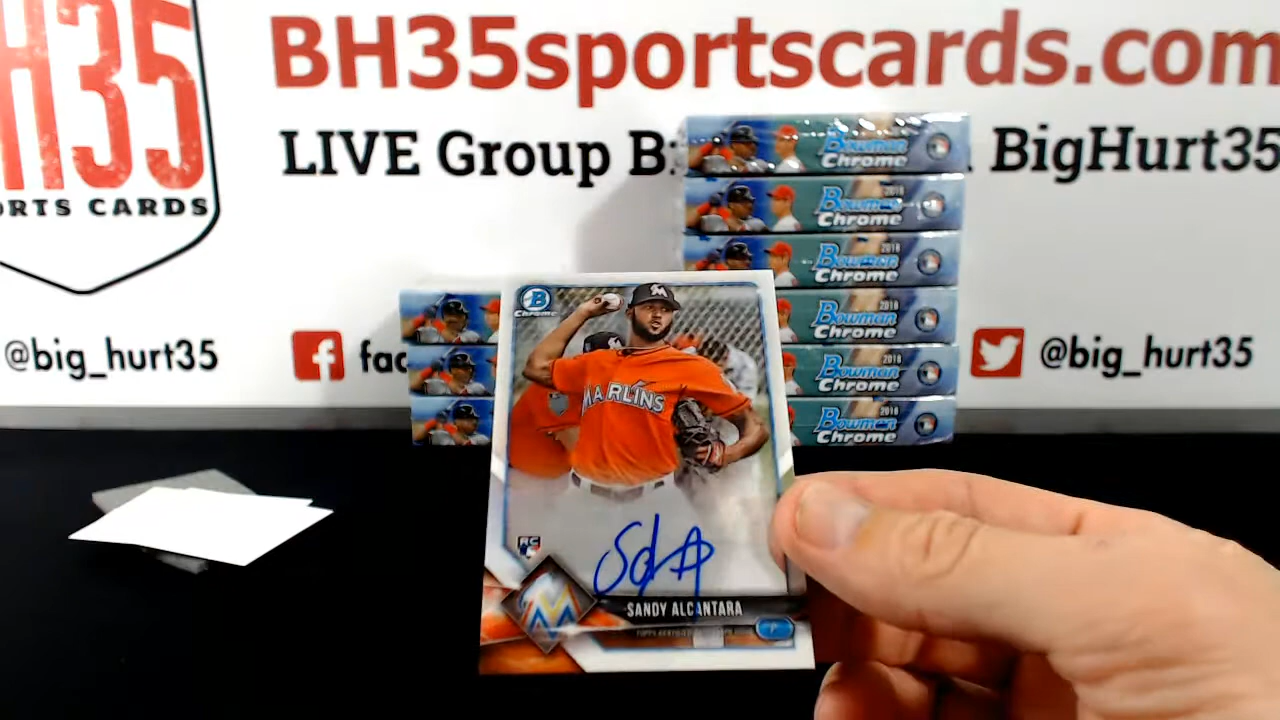 H35
ORTS CARDS
BH35sportscards.com
LIVE Group B
BigHurt35
@big_hurt35
f
fac
@big_hurt35
Bowman
Chrome
2018
Bowman
Chrome
2018
Bowman
Chrome
2018
Bowman
Chrome
2018
Bowman
Chrome
2018
Bowman
Chrome
B
Chrome
M
MARLINS
RC
M
SANDY ALCANTARA
P